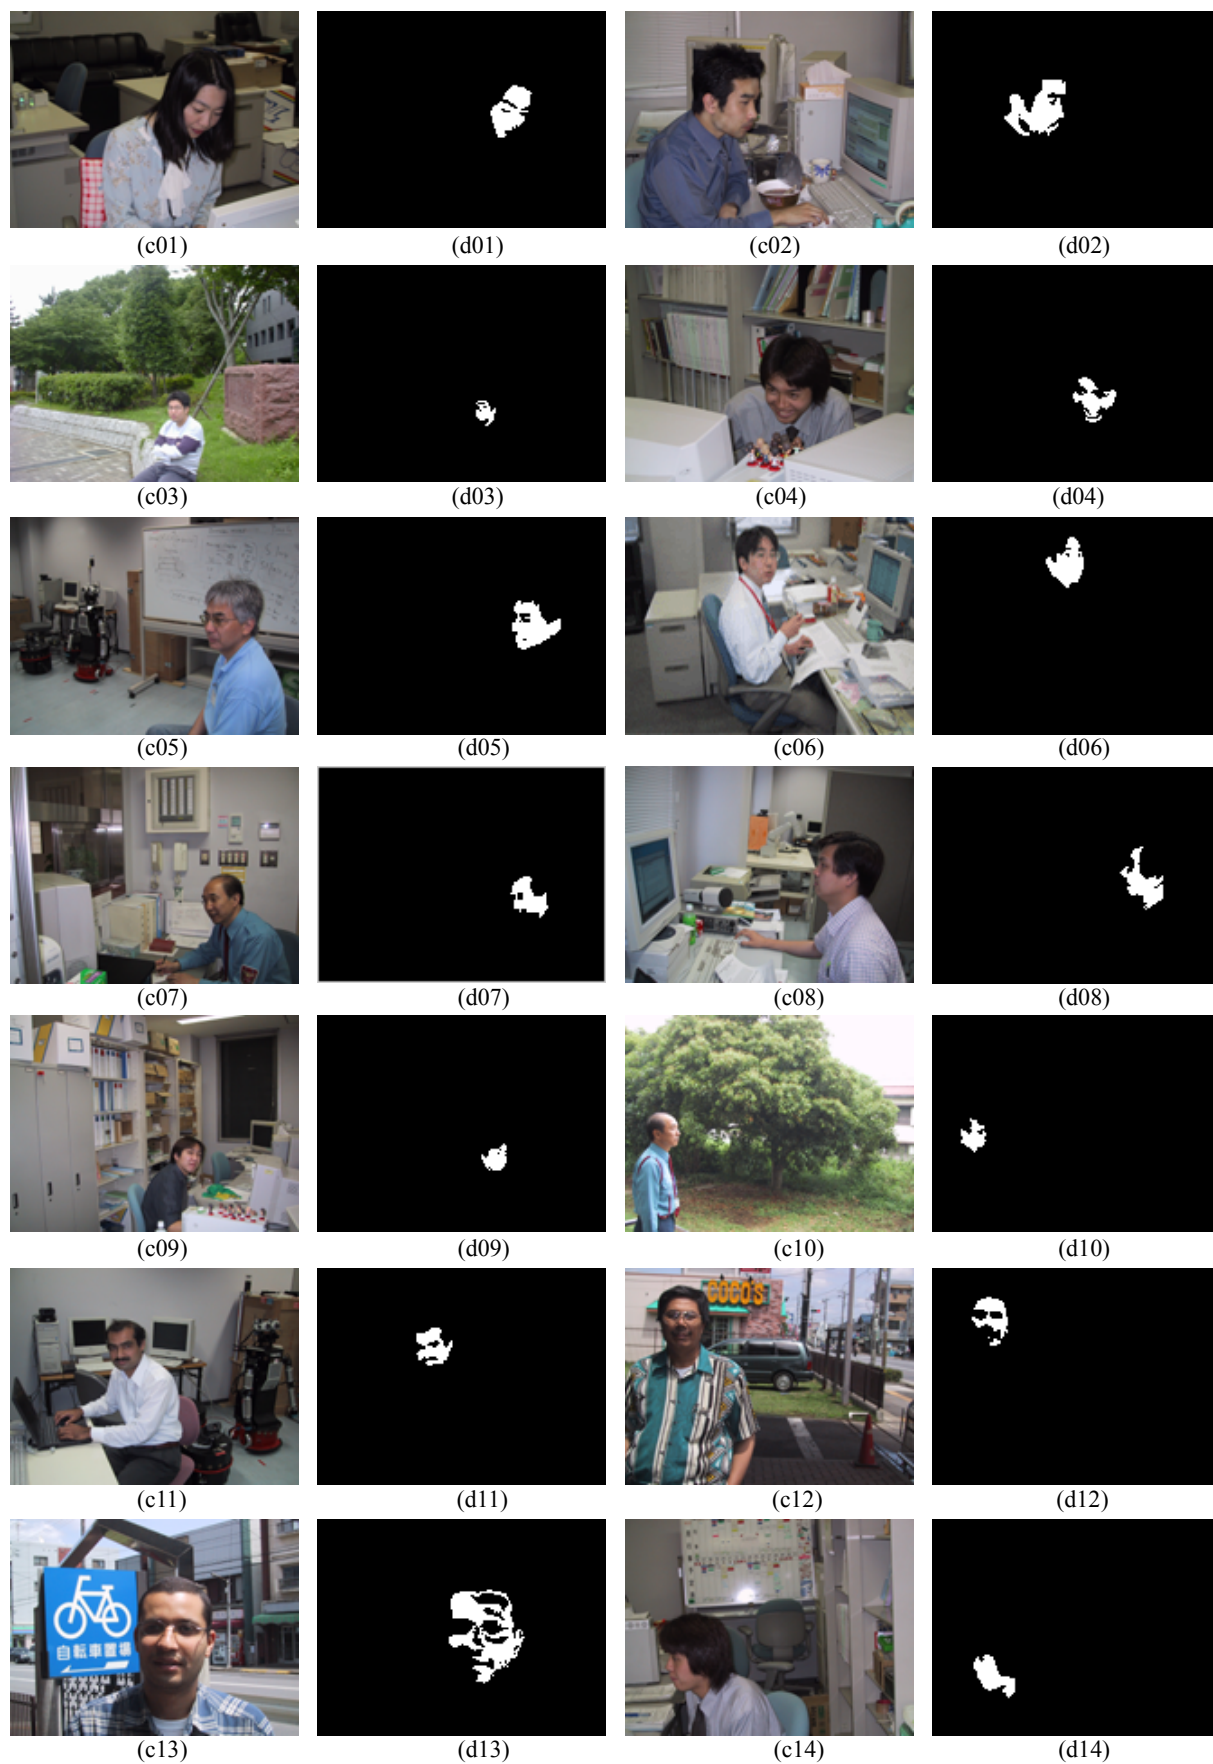 (c01) (d01) (c02) (d02)
(c03) (d03) (c04) (d04)
(c05) (d05) (c06) (d06)
(c07) (d07) (c08) (d08)
(c09) (d09) (c10) (d10)
COCO'S
(c11) (d11) (c12) (d12)
自転車置場
(c13) (d13) (c14) (d14)